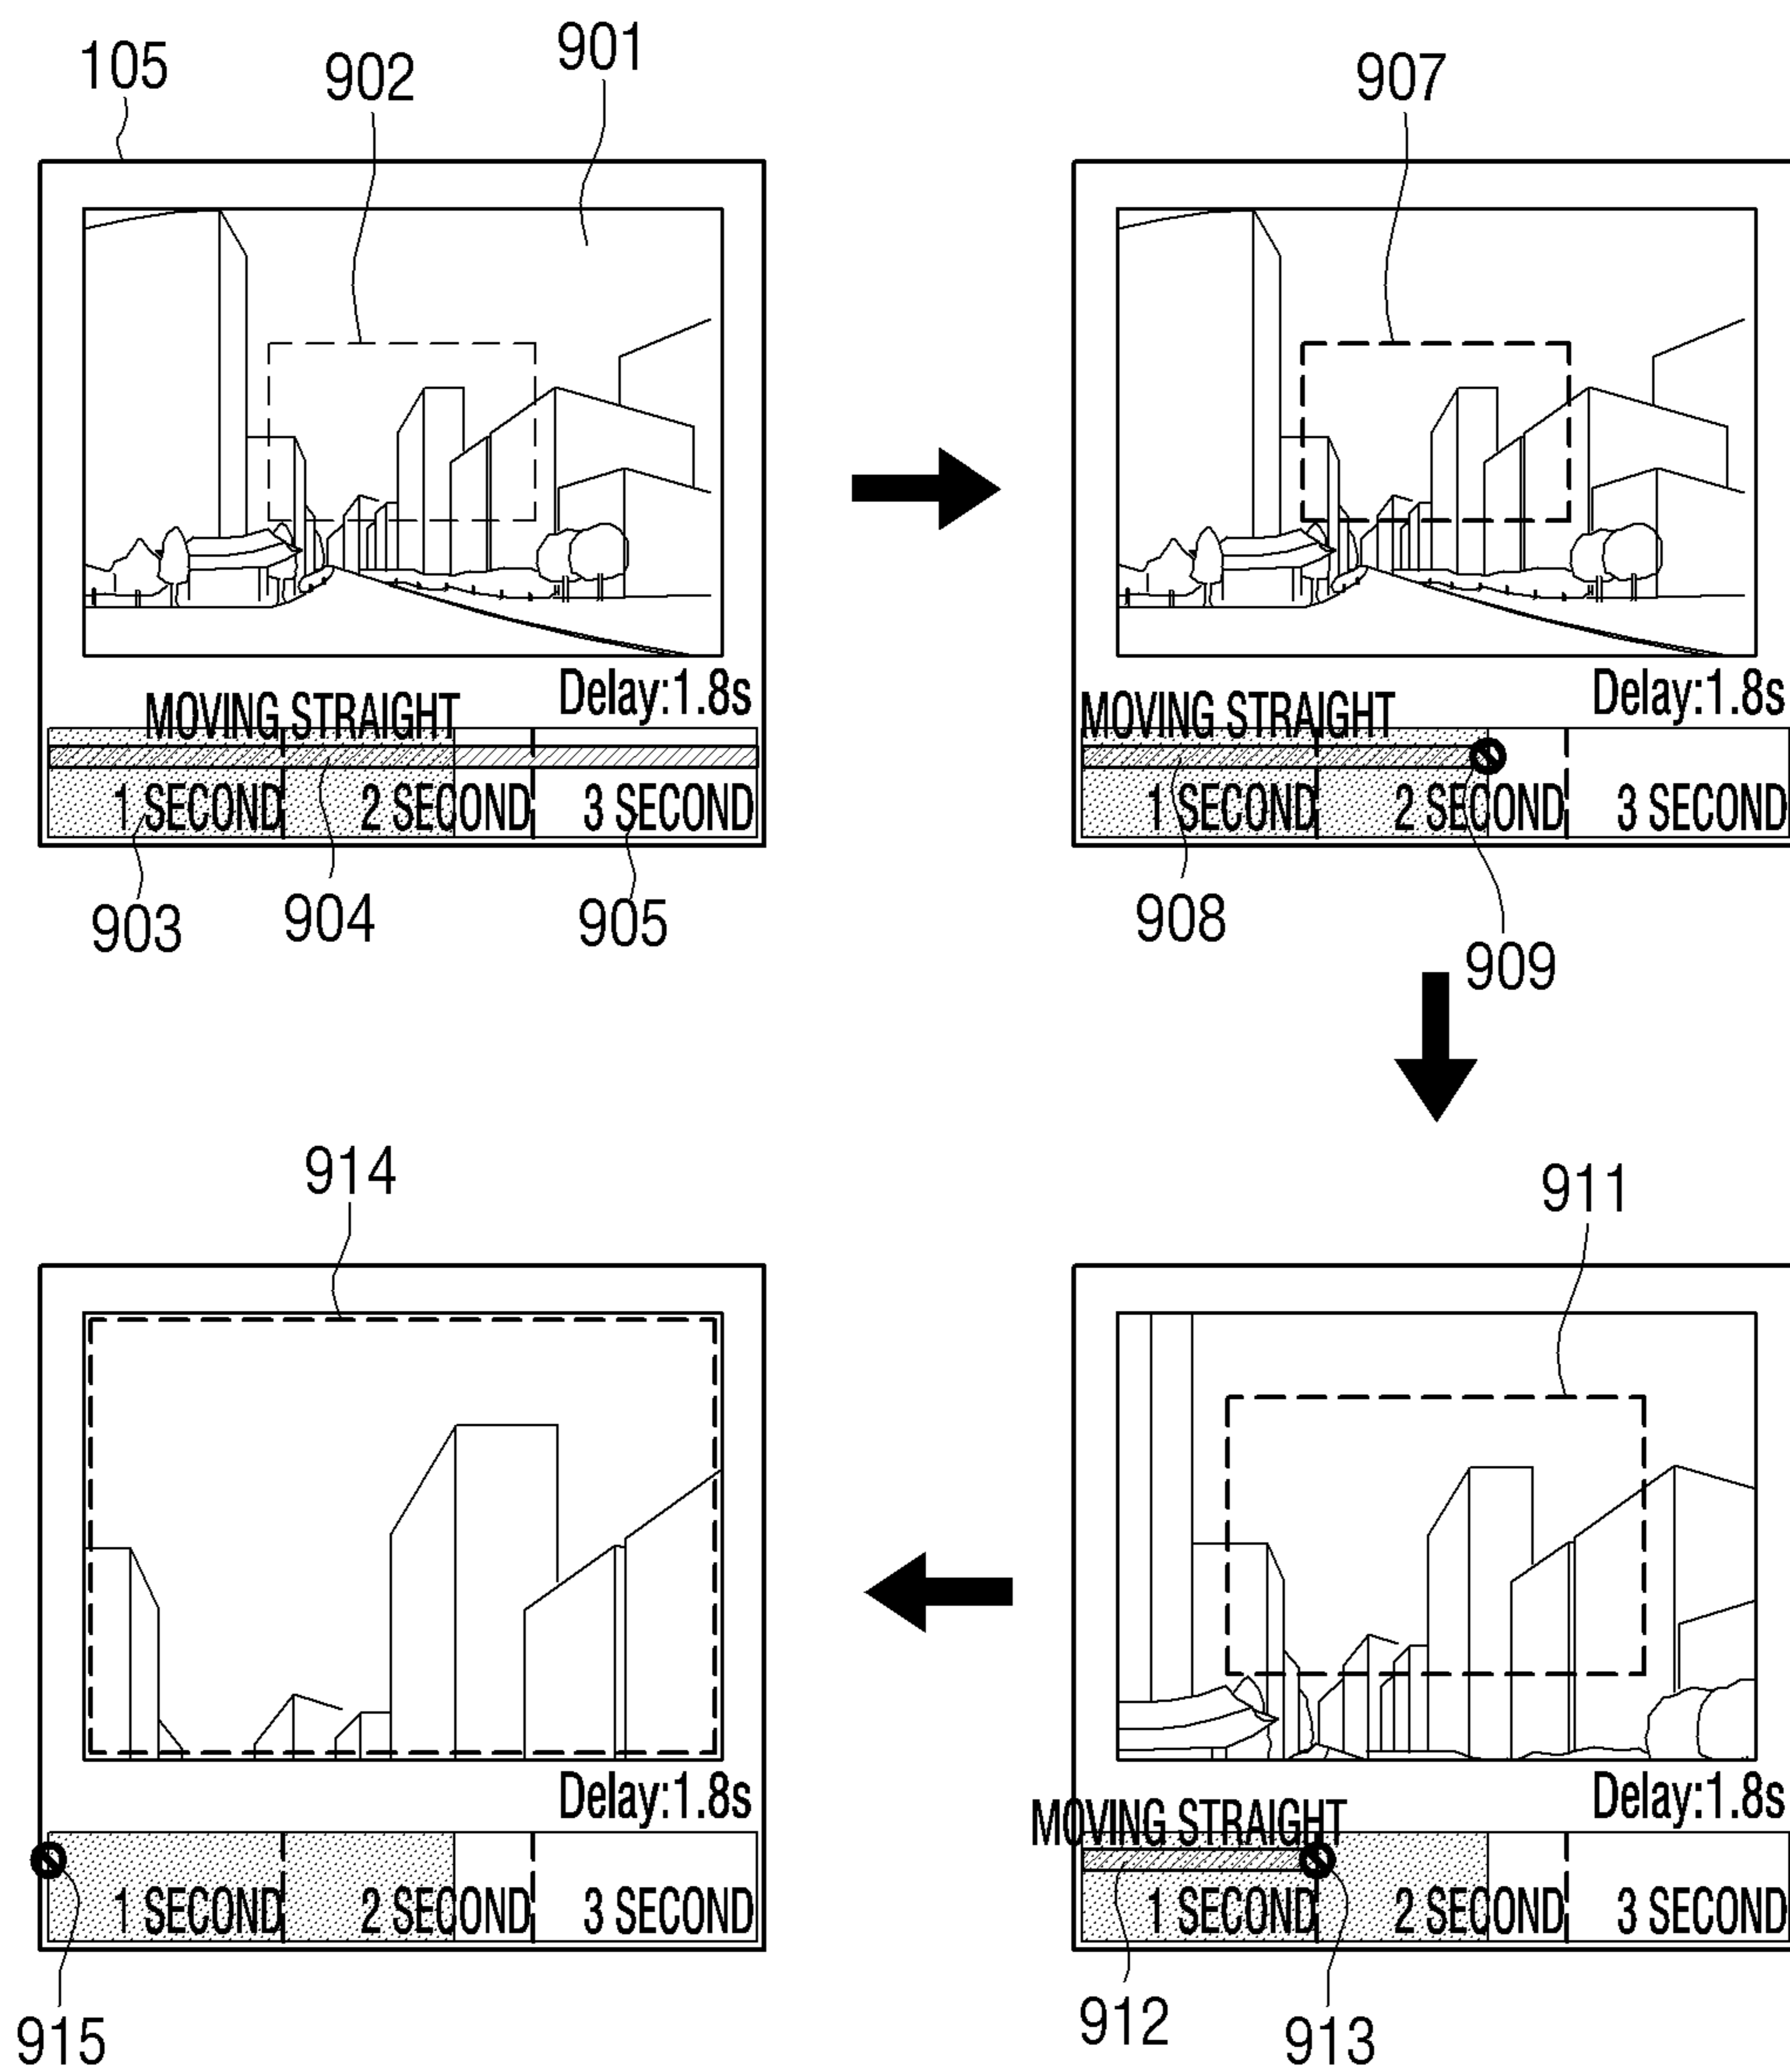 105
902
901
907
Delay:1.8s
MOVING STRAIGHT
1 SECOND
2 SECOND
3 SECOND
903
904
905
Delay:1.8s
MOVING STRAIGHT
1 SECOND
2 SECOND
3 SECOND
908
909
914
911
Delay:1.8s
1 SECOND
2 SECOND
3 SECOND
915
Delay:1.8s
MOVING STRAIGHT
1 SECOND
2 SECOND
3 SECOND
912
913